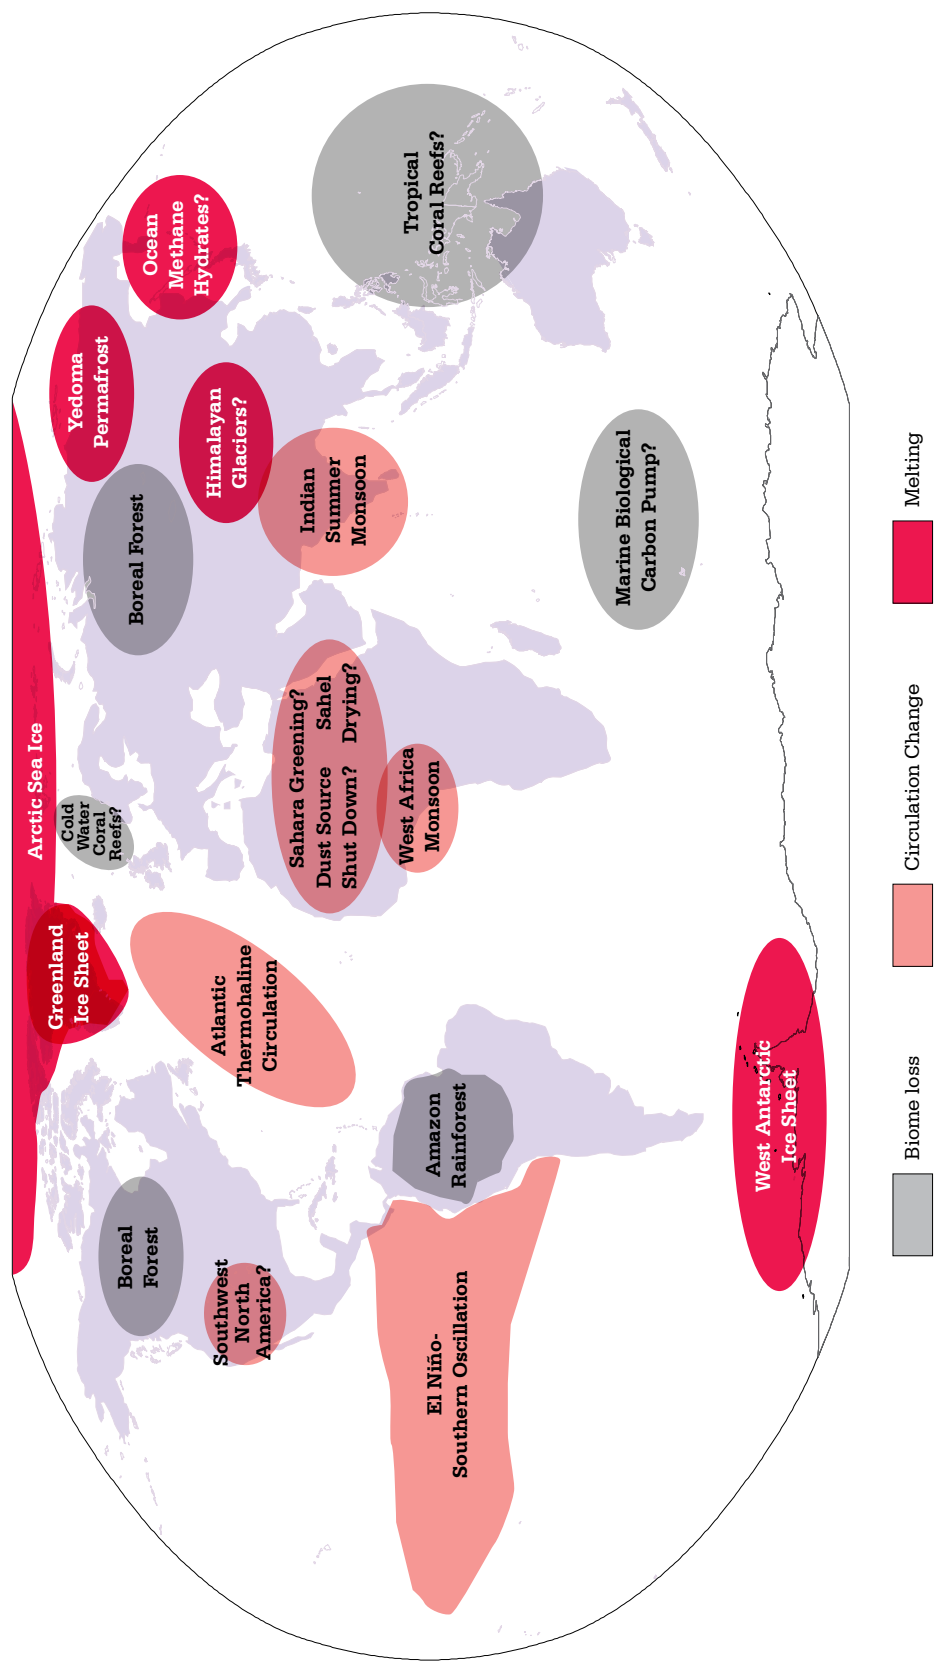 Arctic Sea Ice
Greenland
Ice Sheet
Cold
Water
Coral
Reefs?
Yedoma
Permafrost
Boreal Forest
Ocean
Methane
Hydrates?
Boreal
Forest
Atlantic
Thermohaline
Circulation
Himalayan
Glaciers?
Southwest
North
America?
Sahara Greening?
Dust Source Sahel
Shut Down? Drying?
Indian
Summer
Monsoon
Tropical
Coral Reefs?
West Africa
Monsoon
El Niño-
Southern Oscillation
Amazon
Rainforest
Marine Biological
Carbon Pump?
West Antarctic
Ice Sheet
Biome loss
Circulation Change
Melting